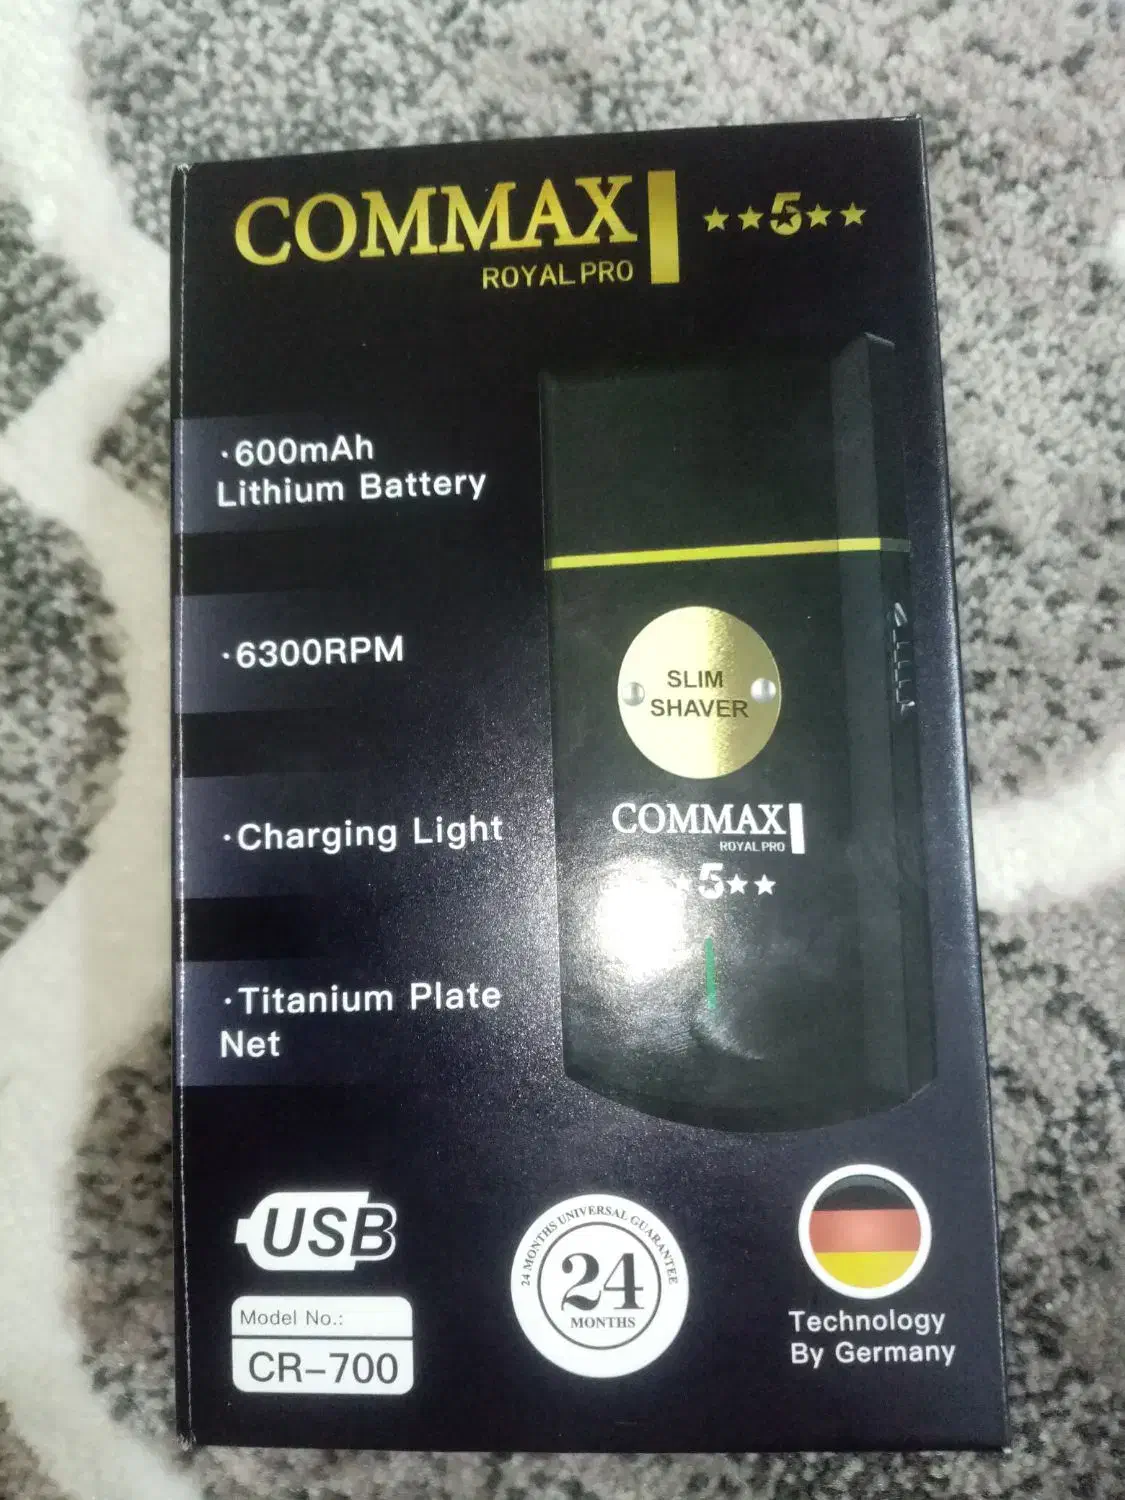 COMMAX
ROYAL PRO
★★5★★
·600mAh
Lithium Battery
·6300RPM
·Charging Light
·Titanium Plate
Net
SLIM
SHAVER
COMMAX
ROYAL PRO
5★★
USB
Model No.:
CR-700
24 MONTHS UNIVERSAL GUARANTEE
24
MONTHS
Technology
By Germany